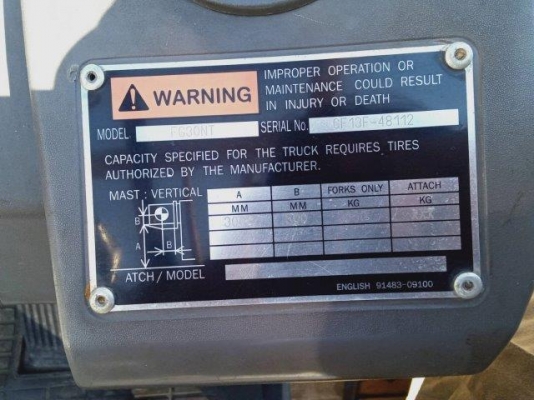 WARNING
IMPROPER OPERATION OR
MAINTENANCE COULD RESULT
IN INJURY OR DEATH
MODEL FG30NT SERIAL No. CF13F-48112
CAPACITY SPECIFIED FOR THE TRUCK REQUIRES TIRES
AUTHORIZED BY THE MANUFACTURER.
MAST : VERTICAL
A B FORKS ONLY ATTACH
MM MM KG KG
B
B
A
ATCH / MODEL
ENGLISH 91483-09100